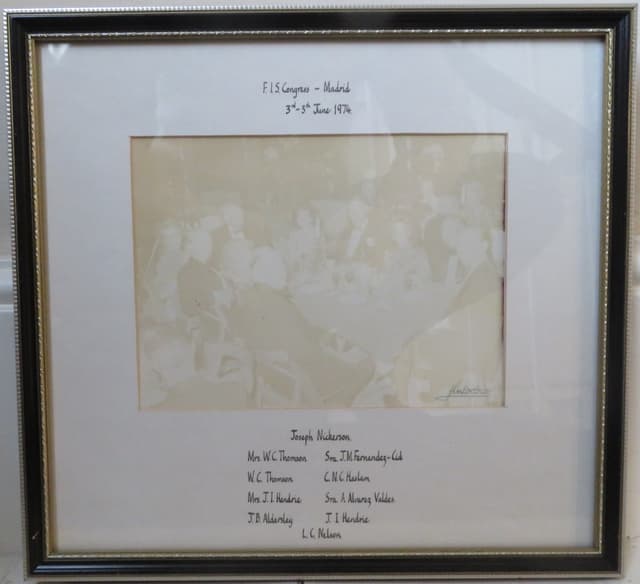 F.I.S. Congress – Madrid
3rd–5th June 1974.
Joseph Nickerson.
Mrs. W.C. Thomson Sra. J.M. Fernandez-Cid
W.C. Thomson C.N.C. Haslam
Mrs. J.I. Hendrie Sra. A. Alvarez Valdes
J.B. Aldersley J. I. Hendrie
L.C. Nelson